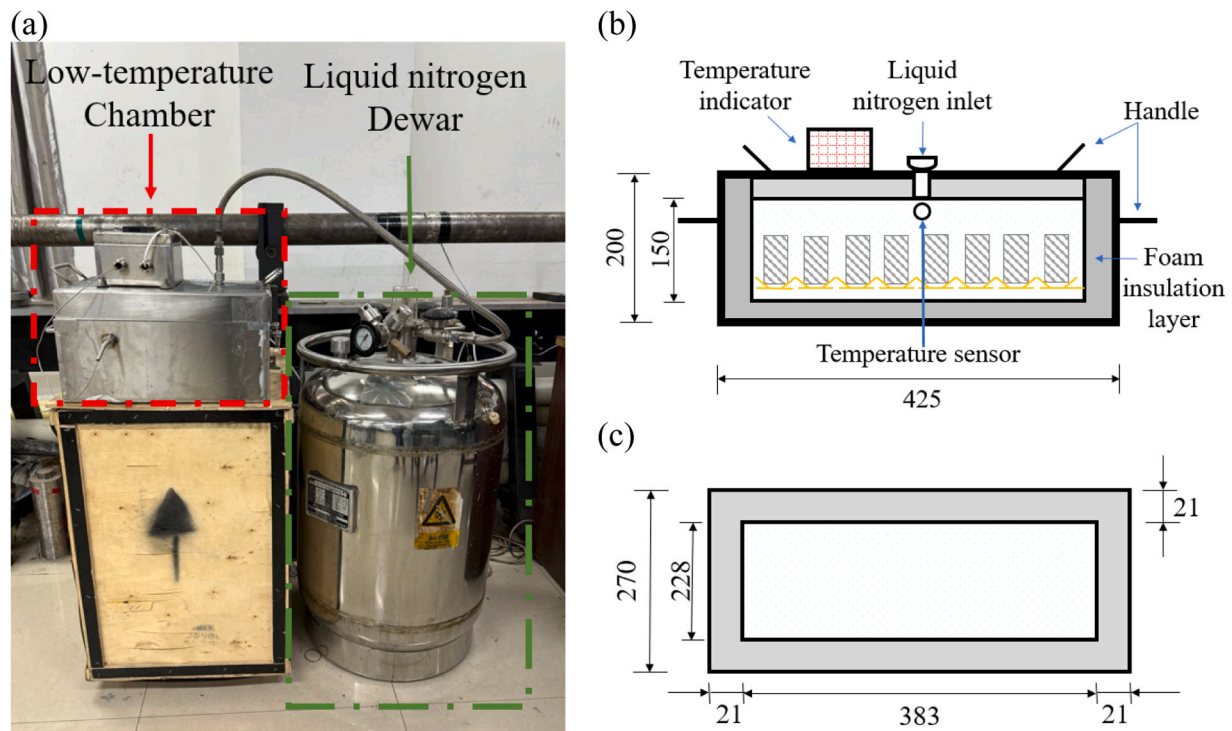 (a)
Low-temperature
Chamber
Liquid nitrogen
Dewar
(b)
Temperature
indicator
Liquid
nitrogen inlet
Handle
200
150
Foam
insulation
layer
Temperature sensor
425
(c)
21
270
228
21
383
21